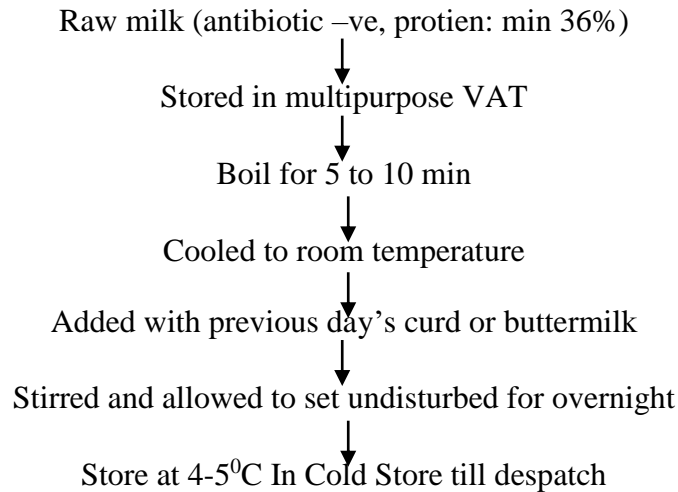 Raw milk (antibiotic –ve, protien: min 36%)
Stored in multipurpose VAT
Boil for 5 to 10 min
Cooled to room temperature
Added with previous day’s curd or buttermilk
Stirred and allowed to set undisturbed for overnight
Store at 4-5⁰C In Cold Store till despatch